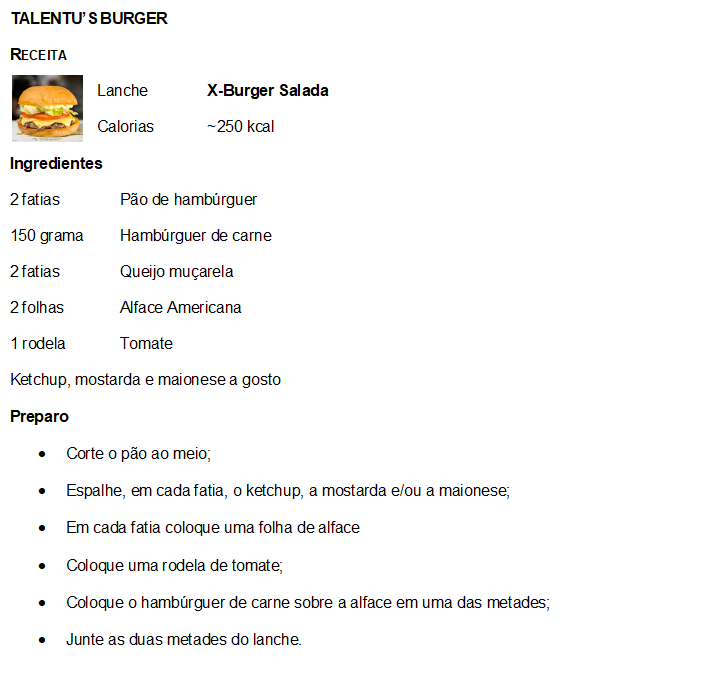 TALENTU'S BURGER
RECEITA
Lanche X-Burger Salada
Calorias ~250 kcal
Ingredientes
2 fatias Pão de hambúrguer
150 grama Hambúrguer de carne
2 fatias Queijo muçarela
2 folhas Alface Americana
1 rodela Tomate
Ketchup, mostarda e maionese a gosto
Preparo
• Corte o pão ao meio;
• Espalhe, em cada fatia, o ketchup, a mostarda e/ou a maionese;
• Em cada fatia coloque uma folha de alface
• Coloque uma rodela de tomate;
• Coloque o hambúrguer de carne sobre a alface em uma das metades;
• Junte as duas metades do lanche.